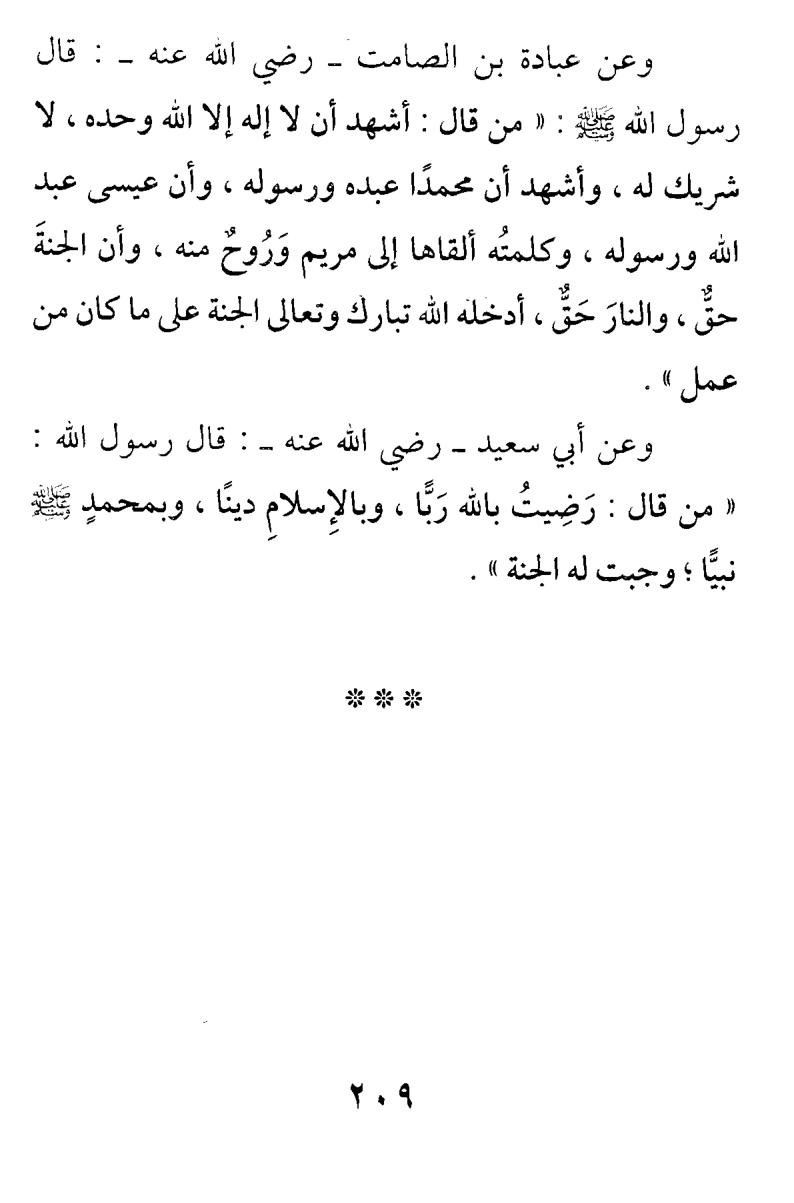 وعن عبادة بن الصامت ـ رضي الله عنه ـ : قال
رسول الله ﷺ : « من قال : أشهد أن لا إله إلا الله وحده ، لا
شريك له ، وأشهد أن محمدًا عبده ورسوله ، وأن عيسى عبد
الله ورسوله ، وكلمتُه ألقاها إلى مريم وَرُوحٌ منه ، وأن الجنةَ
حقٌّ ، والنارَ حَقٌّ ، أدخله الله تبارك وتعالى الجنة على ما كان من
عمل » .
وعن أبي سعيد ـ رضي الله عنه ـ : قال رسول الله :
« من قال : رَضِيتُ بالله رَبًّا ، وبالإِسلامِ دينًا ، وبمحمدٍ ﷺ
نبيًّا ؛ وجبت له الجنة » .
❊ ❊ ❊
٢٠٩